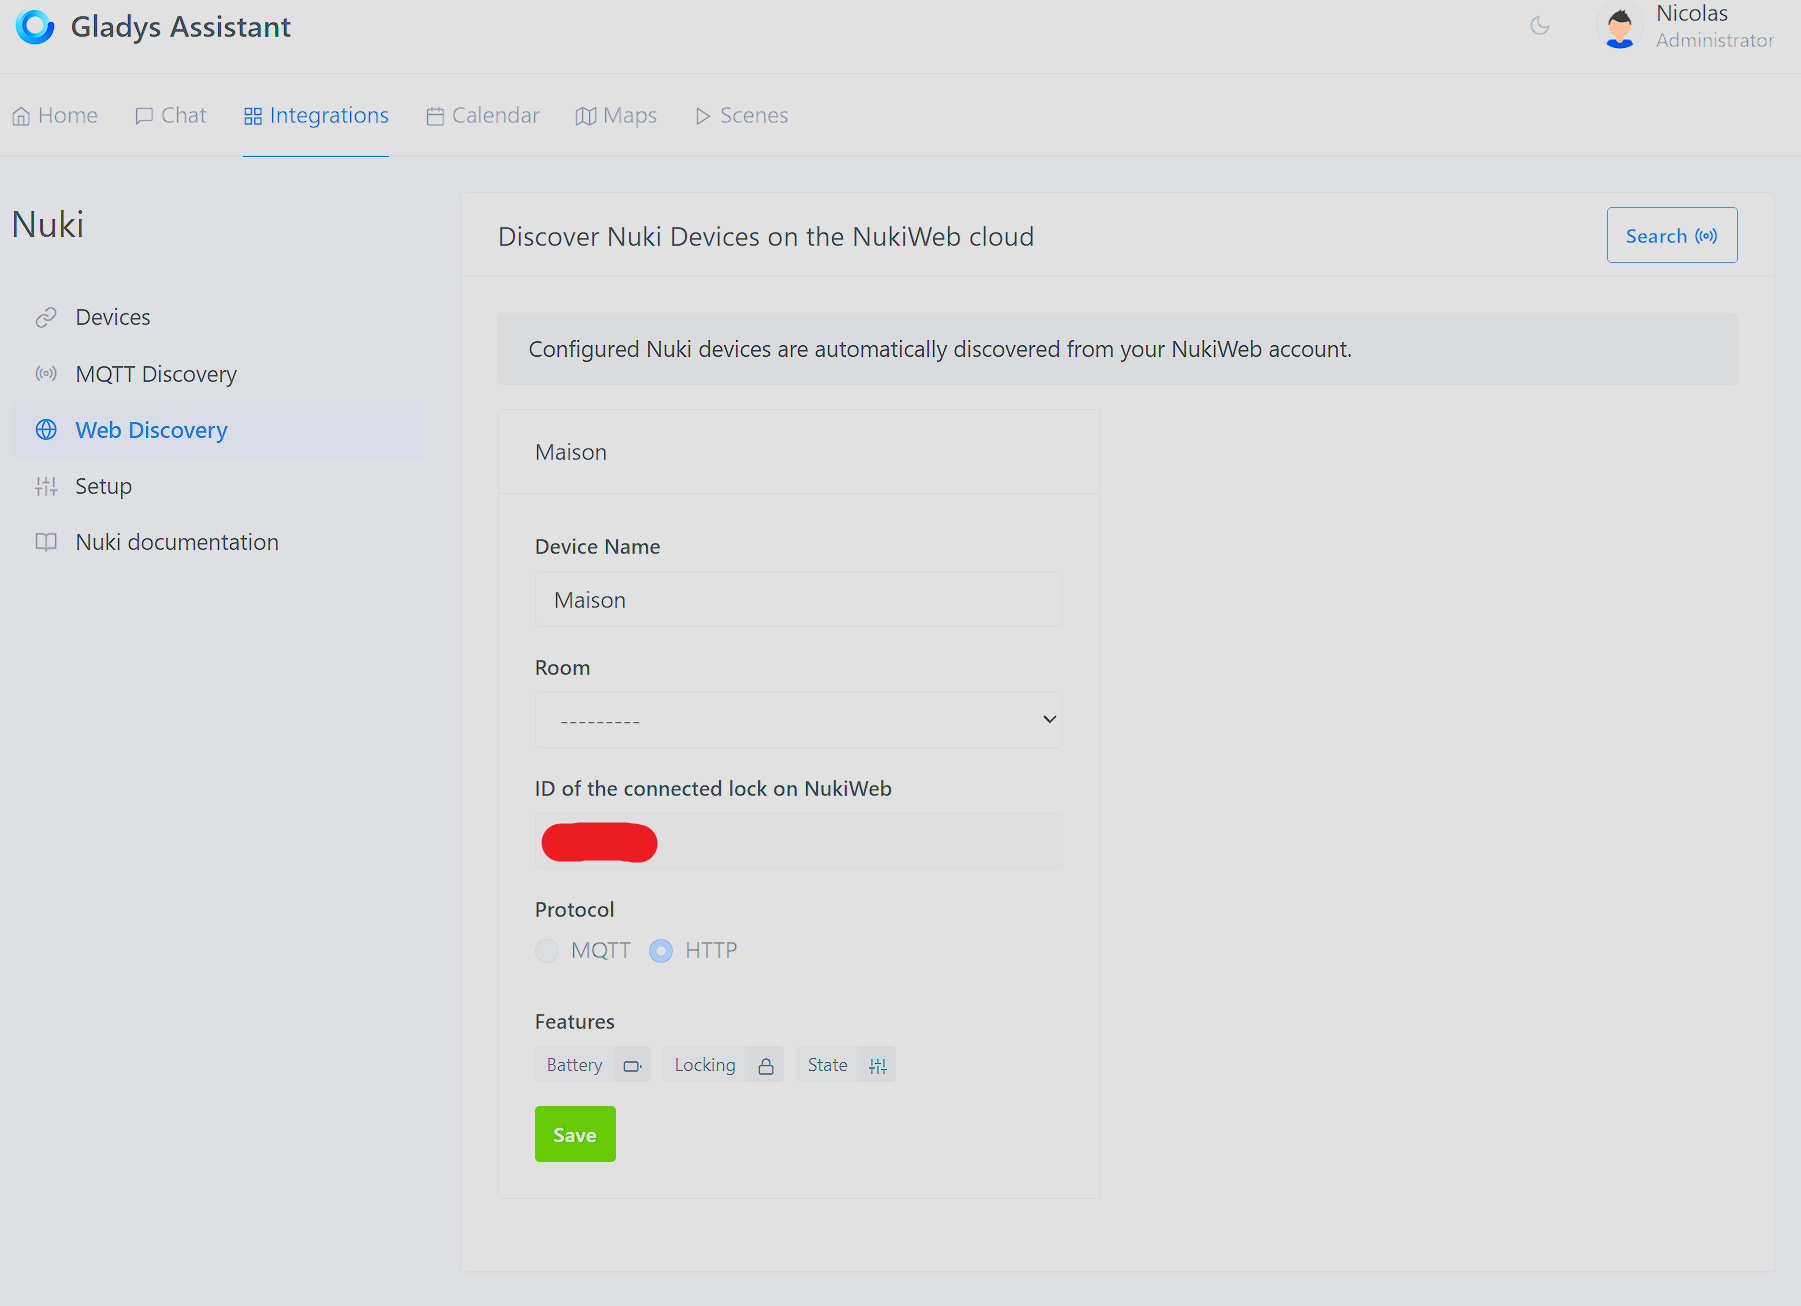 Gladys Assistant
Nicolas
Administrator
Home
Chat
Integrations
Calendar
Maps
Scenes
Nuki
Devices
MQTT Discovery
Web Discovery
Setup
Nuki documentation
Discover Nuki Devices on the NukiWeb cloud
Search
Configured Nuki devices are automatically discovered from your NukiWeb account.
Maison
Device Name
Maison
Room
---------
ID of the connected lock on NukiWeb
Protocol
MQTT
HTTP
Features
Battery
Locking
State
Save